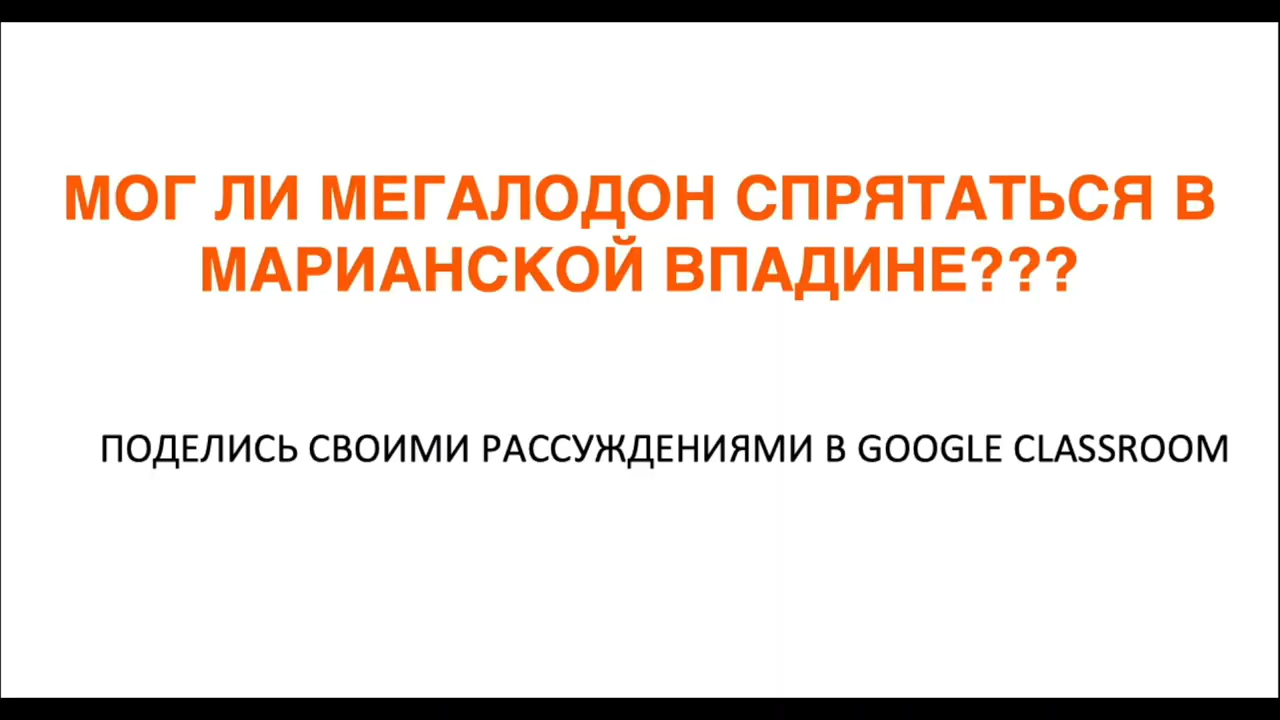 МОГ ЛИ МЕГАЛОДОН СПРЯТАТЬСЯ В
МАРИАНСКОЙ ВПАДИНЕ???
ПОДЕЛИСЬ СВОИМИ РАССУЖДЕНИЯМИ В GOOGLE CLASSROOM